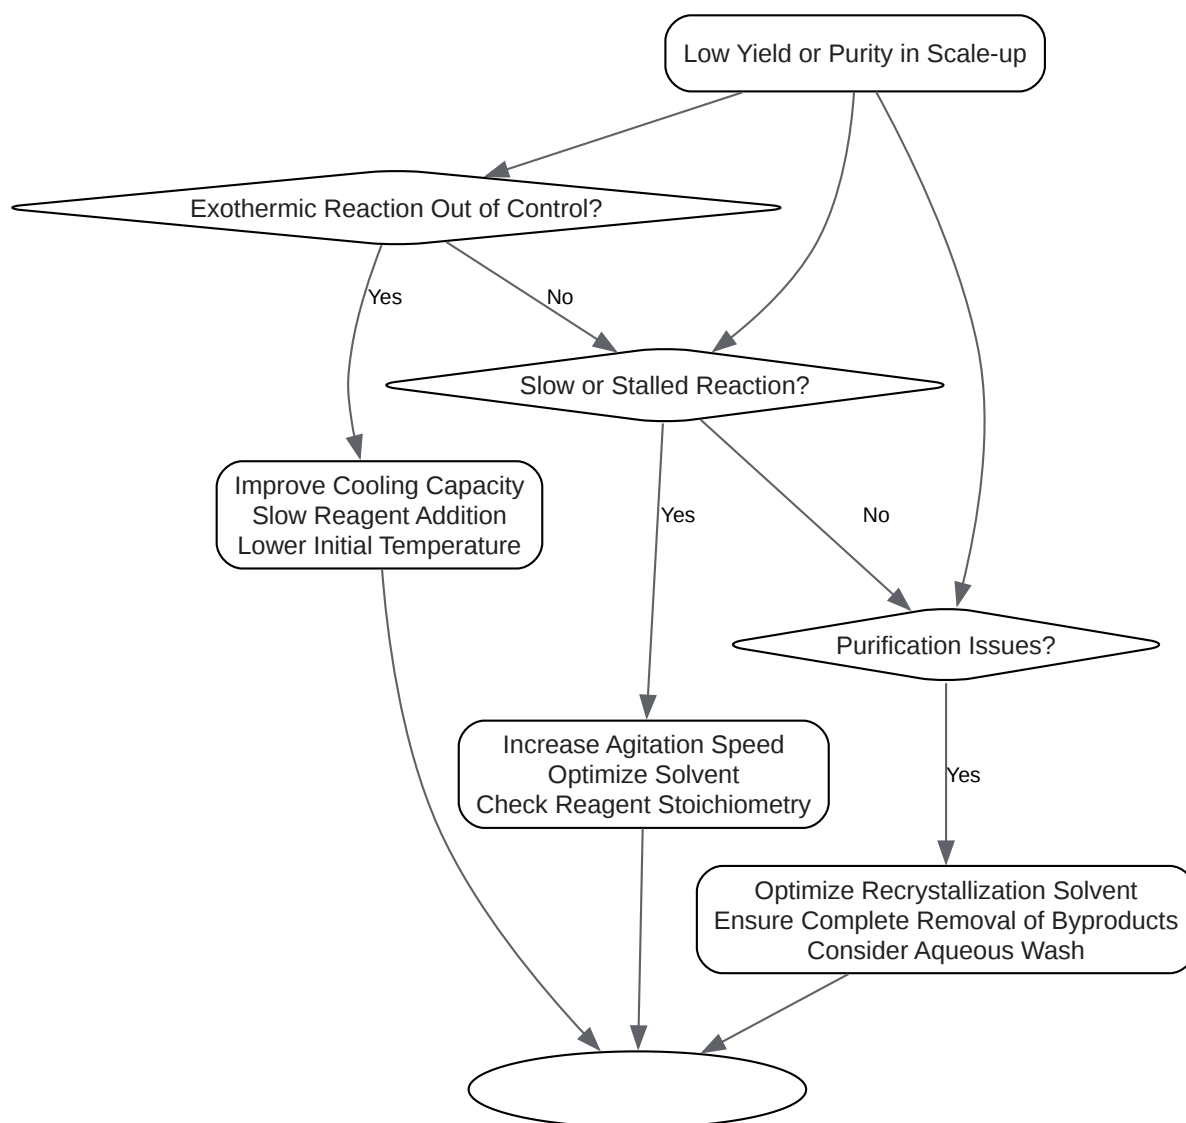 Low Yield or Purity in Scale-up
Exothermic Reaction Out of Control?
Yes
No
Slow or Stalled Reaction?
Improve Cooling Capacity
Slow Reagent Addition
Lower Initial Temperature
Yes
No
Purification Issues?
Increase Agitation Speed
Optimize Solvent
Check Reagent Stoichiometry
Yes
Optimize Recrystallization Solvent
Ensure Complete Removal of Byproducts
Consider Aqueous Wash